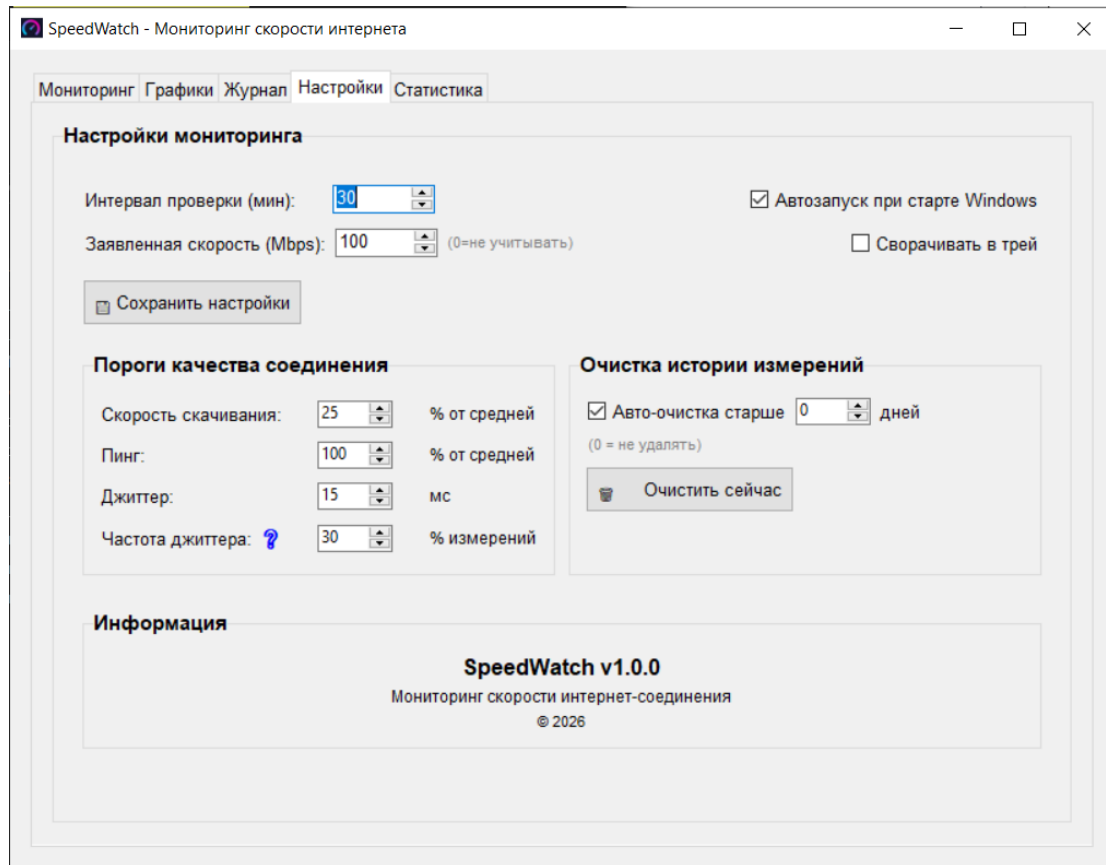 SpeedWatch - Мониторинг скорости интернета
Мониторинг Графики Журнал Настройки Статистика
Настройки мониторинга
Интервал проверки (мин): 30
Автозапуск при старте Windows
Заявленная скорость (Mbps): 100 (0=не учитывать)
Сворачивать в трей
Сохранить настройки
Пороги качества соединения
Скорость скачивания: 25 % от средней
Пинг: 100 % от средней
Джиттер: 15 мс
Частота джиттера: ? 30 % измерений
Очистка истории измерений
Авто-очистка старше 0 дней
(0 = не удалять)
Очистить сейчас
Информация
SpeedWatch v1.0.0
Мониторинг скорости интернет-соединения
© 2026